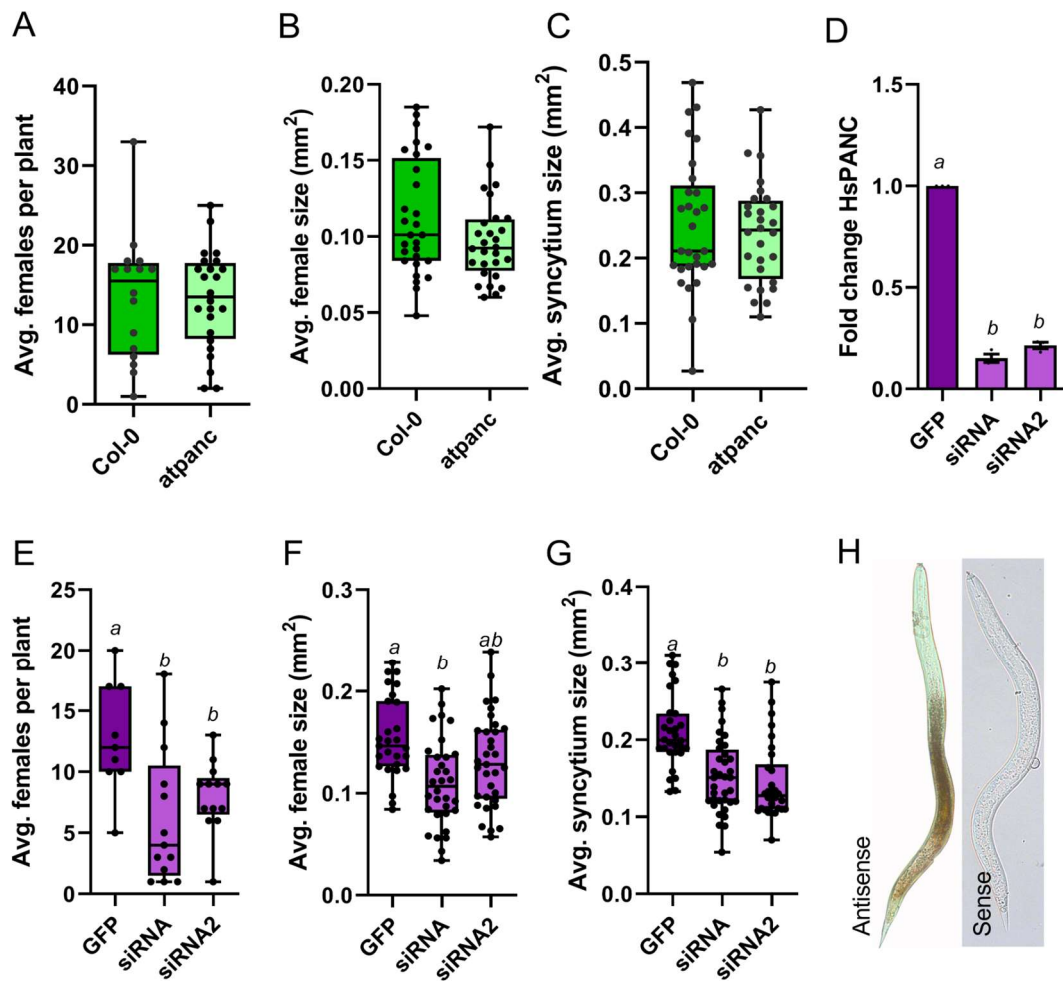 A
Avg. females per plant
40
30
20
10
0
Col-0
atpanc
B
Avg. female size (mm²)
0.20
0.15
0.10
0.05
0.00
Col-0
atpanc
C
Avg. syncytium size (mm²)
0.5
0.4
0.3
0.2
0.1
0.0
Col-0
atpanc
D
Fold change HsPANC
1.5
1.0
0.5
0.0
a
b
b
GFP
siRNA
siRNA2
E
Avg. females per plant
25
20
15
10
5
0
a
b
b
GFP
siRNA
siRNA2
F
Avg. female size (mm²)
0.3
0.2
0.1
0.0
a
b
ab
GFP
siRNA
siRNA2
G
Avg. syncytium size (mm²)
0.4
0.3
0.2
0.1
0.0
a
b
b
GFP
siRNA
siRNA2
H
Antisense
Sense